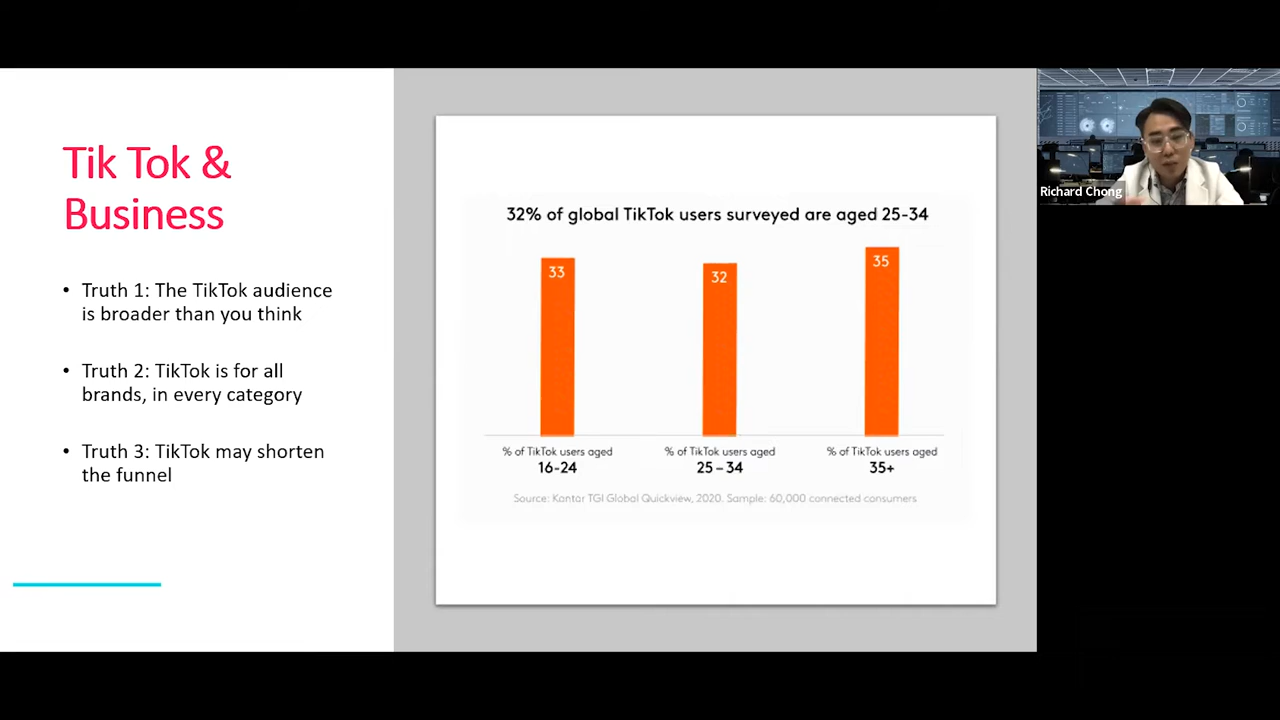 Tik Tok &
Business
• Truth 1: The TikTok audience
is broader than you think
• Truth 2: TikTok is for all
brands, in every category
• Truth 3: TikTok may shorten
the funnel
32% of global TikTok users surveyed are aged 25-34
33
32
35
% of TikTok users aged
16-24
% of TikTok users aged
25 – 34
% of TikTok users aged
35+
Source: Kantar TGI Global Quickview, 2020. Sample: 60,000 connected consumers
Richard Chong